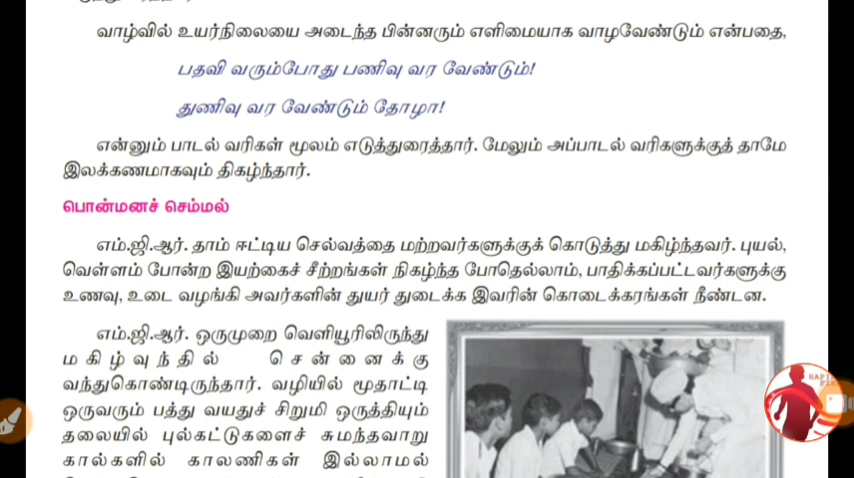 வாழ்வில் உயர்நிலையை அடைந்த பின்னரும் எளிமையாக வாழவேண்டும் என்பதை,
பதவி வரும்போது பணிவு வர வேண்டும்!
துணிவு வர வேண்டும் தோழா!
என்னும் பாடல் வரிகள் மூலம் எடுத்துரைத்தார். மேலும் அப்பாடல் வரிகளுக்குத் தாமே
இலக்கணமாகவும் திகழ்ந்தார்.
பொன்மனச் செம்மல்
எம்.ஜி.ஆர். தாம் ஈட்டிய செல்வத்தை மற்றவர்களுக்குக் கொடுத்து மகிழ்ந்தவர். புயல்,
வெள்ளம் போன்ற இயற்கைச் சீற்றங்கள் நிகழ்ந்த போதெல்லாம், பாதிக்கப்பட்டவர்களுக்கு
உணவு, உடை வழங்கி அவர்களின் துயர் துடைக்க இவரின் கொடைக்கரங்கள் நீண்டன.
எம்.ஜி.ஆர். ஒருமுறை வெளியூரிலிருந்து
மகிழ்வுந்தில் சென்னைக்கு
வந்துகொண்டிருந்தார். வழியில் மூதாட்டி
ஒருவரும் பத்து வயதுச் சிறுமி ஒருத்தியும்
தலையில் புல்கட்டுகளைச் சுமந்தவாறு
கால்களில் காலணிகள் இல்லாமல்